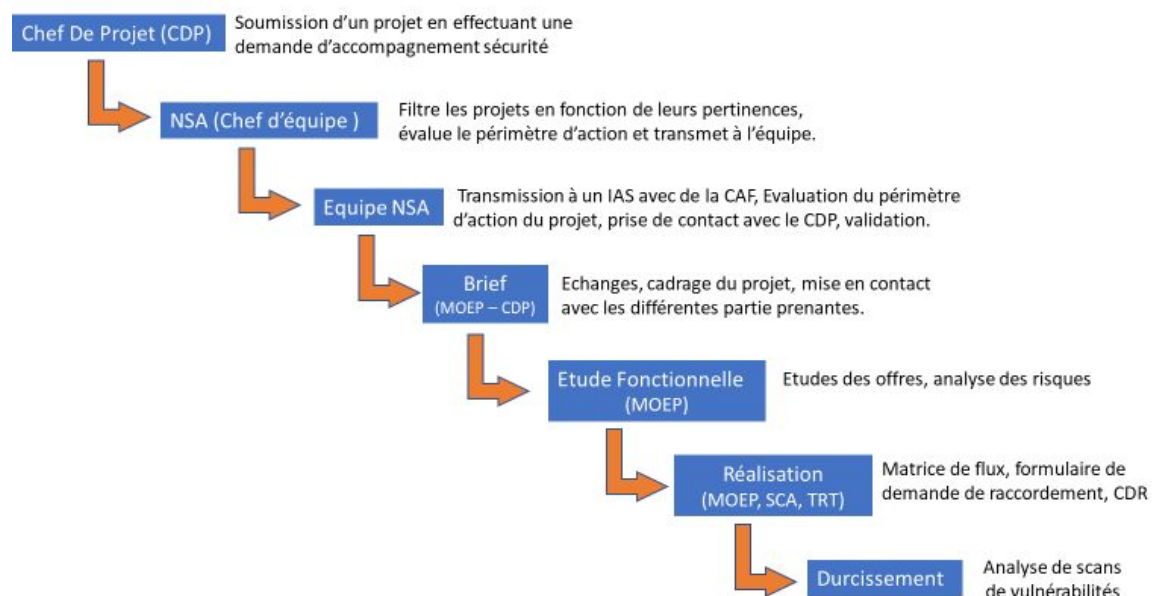 Chef De Projet (CDP)
Soumission d’un projet en effectuant une
demande d’accompagnement sécurité
NSA (Chef d’équipe )
Filtre les projets en fonction de leurs pertinences,
évalue le périmètre d’action et transmet à l’équipe.
Equipe NSA
Transmission à un IAS avec de la CAF, Evaluation du périmètre
d’action du projet, prise de contact avec le CDP, validation.
Brief
(MOEP – CDP)
Echanges, cadrage du projet, mise en contact
avec les différentes partie prenantes.
Etude Fonctionnelle
(MOEP)
Etudes des offres, analyse des risques
Réalisation
(MOEP, SCA, TRT)
Matrice de flux, formulaire de
demande de raccordement, CDR
Durcissement
Analyse de scans
de vulnérabilités